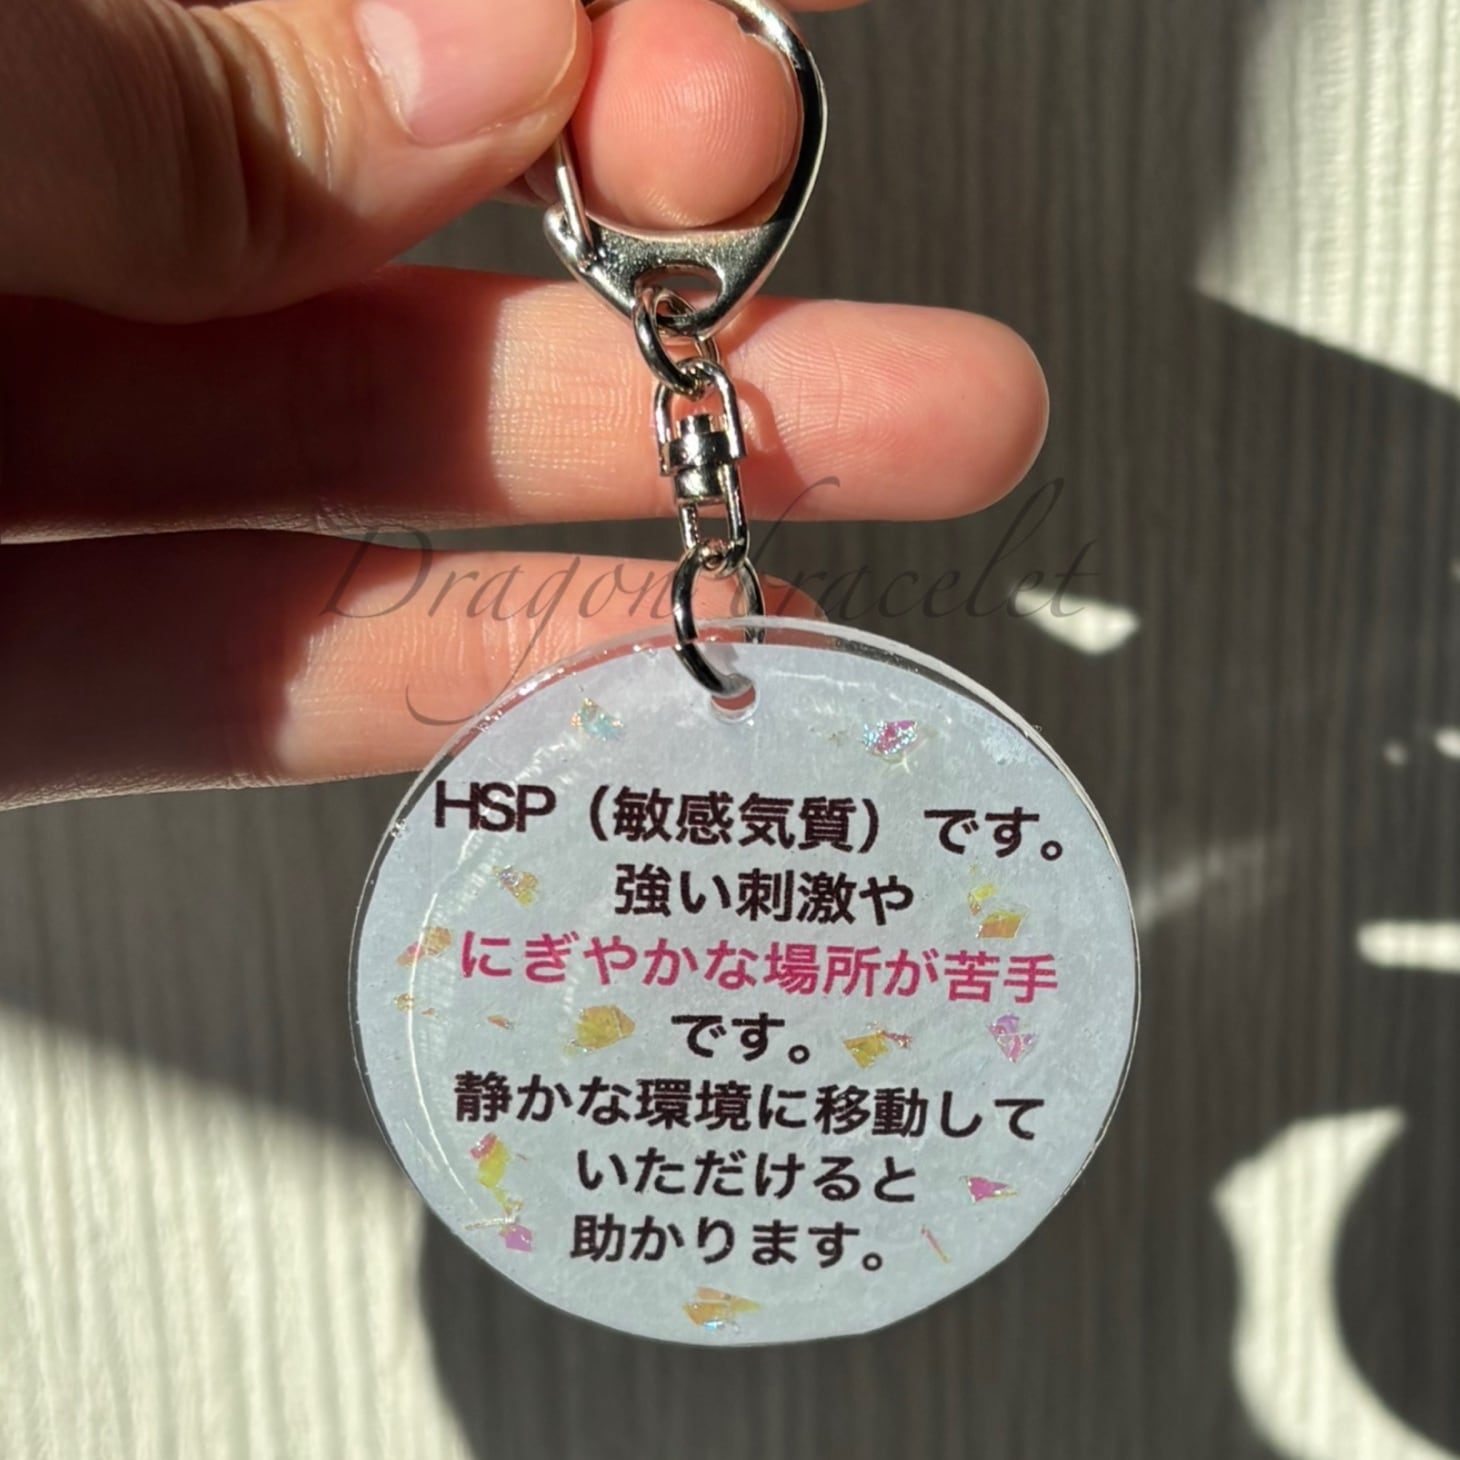 Dragon bracelet
HSP（敏感気質）です。
強い刺激や
にぎやかな場所が苦手
です。
静かな環境に移動して
いただけると
助かります。